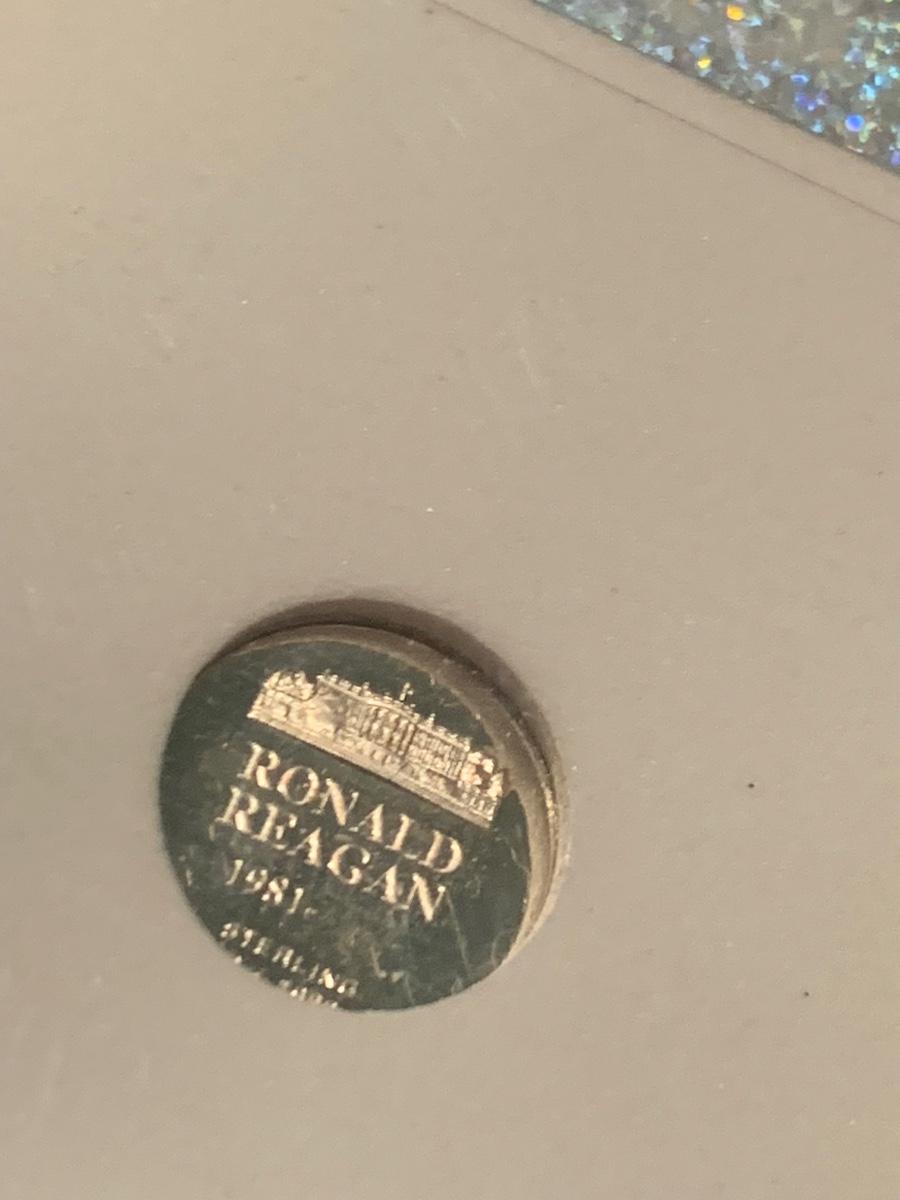 RONALD
REAGAN
1981-
STERLING